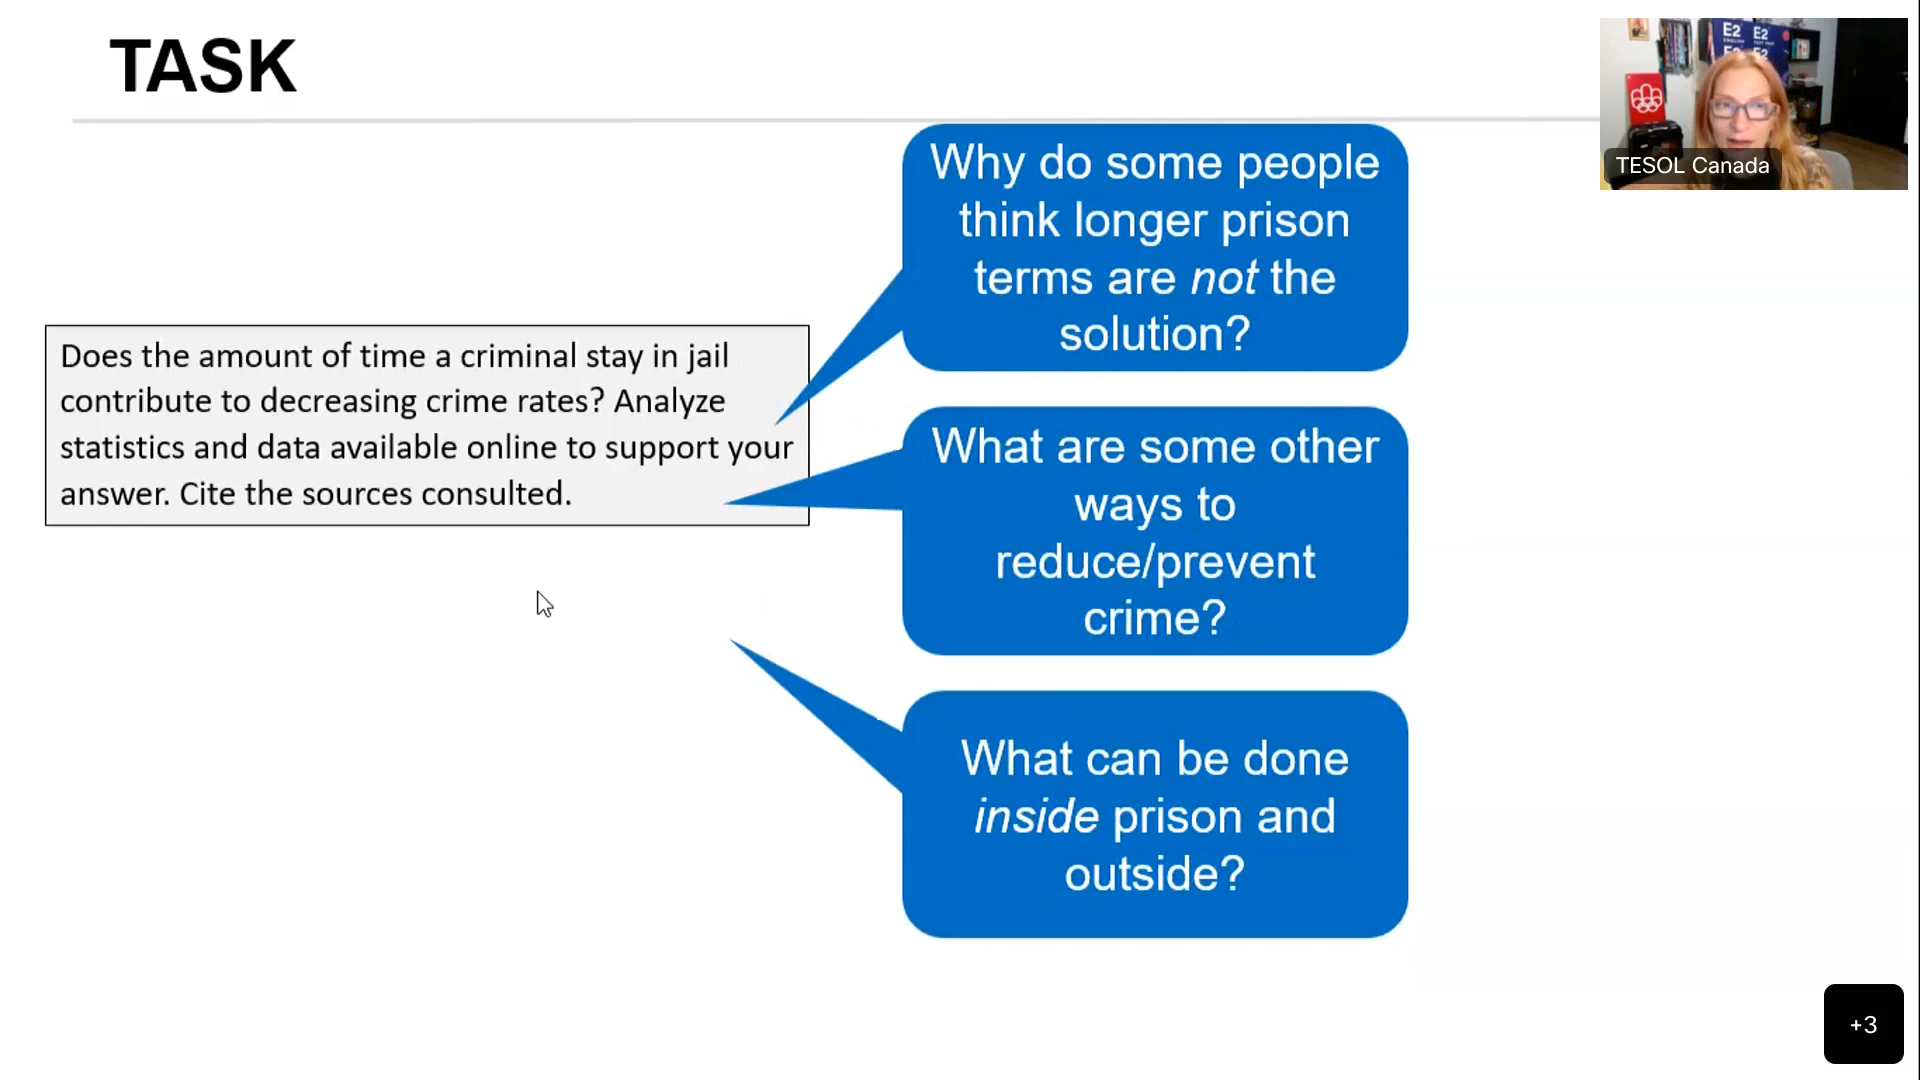 TASK
Does the amount of time a criminal stay in jail
contribute to decreasing crime rates? Analyze
statistics and data available online to support your
answer. Cite the sources consulted.
Why do some people
think longer prison
terms are not the
solution?
What are some other
ways to
reduce/prevent
crime?
What can be done
inside prison and
outside?
E2 E2
TESOL Canada
+3